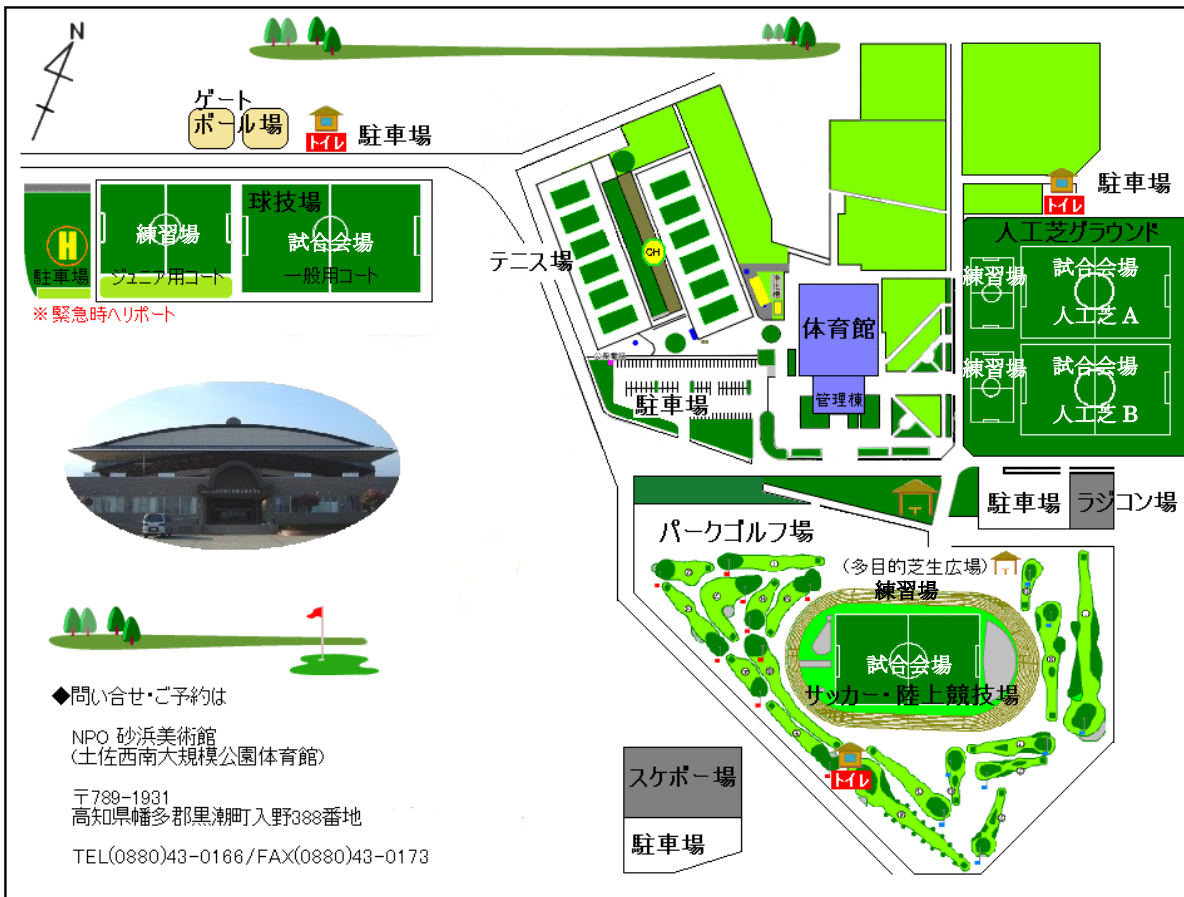 N
ゲート
ボール場
トイレ
駐車場
球技場
練習場
試合会場
駐車場
ジュニア用コート
一般用コート
H
※緊急時ヘリポート
テニス場
CH
浄化槽
体育館
管理棟
公衆電話
駐車場
トイレ
駐車場
人工芝グラウンド
練習場
試合会場
人工芝 A
練習場
試合会場
人工芝 B
駐車場
ラジコン場
パークゴルフ場
(多目的芝生広場)
練習場
試合会場
サッカー・陸上競技場
トイレ
スケボー場
駐車場
◆問い合せ・ご予約は
NPO 砂浜美術館
(土佐西南大規模公園体育館)
〒789-1931
高知県幡多郡黒潮町入野388番地
TEL(0880)43-0166/FAX(0880)43-0173